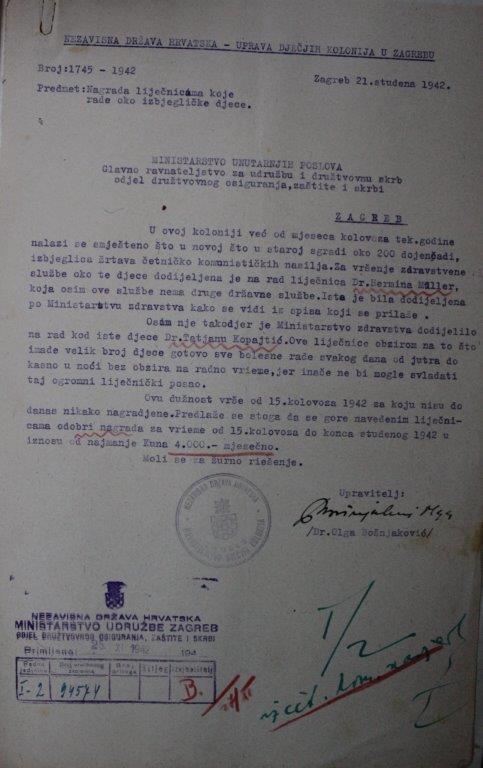 NEZAVISNA DRŽAVA HRVATSKA - UPRAVA DJEČJIH KOLONIJA U ZAGREBU
Broj:1745 - 1942
Zagreb 21.studena 1942.
Predmet:Nagrada liječnicama koje
rade oko izbjegličke djece.
MINISTARSTVO UNUTARNJIH POSLOVA
Glavno ravnateljstvo za udružbu i družtvovnu skrb
odjel družtvovnog osiguranja,zaštite i skrbi
ZAGREB
U ovoj koloniji već od mjeseca kolovoza tek.godine
nalazi se smješteno što u novoj što u staroj sgradi oko 200 dojenčadi,
izbjeglica žrtava četničko komunističkih nasilja.Za vršenje zdravstvene
službe oko te djece dodijeljena je na rad liječnica Dr.Hermina Müller,
koja osim ove službe nema druge državne službe.Ista je bila dodijeljena
po Ministarstvu zdravstva kako se vidi iz spisa koji se prilaže .
Osim nje takodjer je Ministarstvo zdravstva dodijelilo
na rad kod iste djece Dr.Tatjanu Kopajtić.Ove liječnice obzirom na to što
imade velik broj djece gotovo sve bolesne rade svakog dana od jutra do
kasno u noći bez obzira na radno vrieme,jer inače ne bi mogle svladati
taj ogromni liječnički posao.
Ovu dužnost vrše od 15.kolovoza 1942 za koju nisu do
danas nikako nagradjene.Predlaže se stoga da se gore navedenim liječni-
cama odobri nagrada za vrieme od 15.kolovoza do konca studenog 1942 u
iznosu od najmanje Kuna 4.000.- mjesečno.
Moli se za žurno riešenje.
Upravitelj:
/Dr.Olga Bošnjaković/
NEZAVISNA DRŽAVA HRVATSKA
MINISTARSTVO UDRUŽBE ZAGREB
ODJEL DRUŽTVOVNOG OSIGURANJA, ZAŠTITE I SKRBI
Primljeno: XI 1942 194
I-2
B.
I/2
I